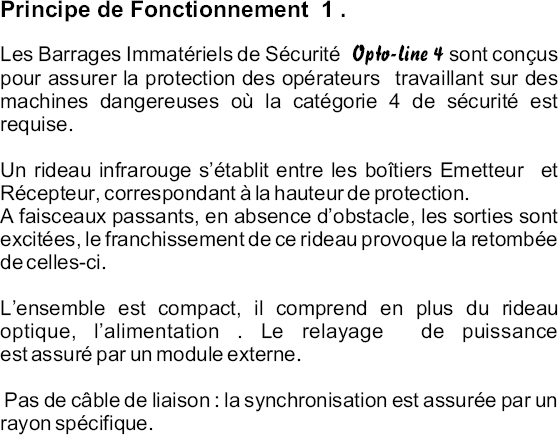 Principe de Fonctionnement 1 .
Les Barrages Immatériels de Sécurité Opto-line 4 sont conçus
pour assurer la protection des opérateurs travaillant sur des
machines dangereuses où la catégorie 4 de sécurité est
requise.
Un rideau infrarouge s’établit entre les boîtiers Emetteur et
Récepteur, correspondant à la hauteur de protection.
A faisceaux passants, en absence d’obstacle, les sorties sont
excitées, le franchissement de ce rideau provoque la retombée
de celles-ci.
L’ensemble est compact, il comprend en plus du rideau
optique, l’alimentation . Le relayage de puissance
est assuré par un module externe.
Pas de câble de liaison : la synchronisation est assurée par un
rayon spécifique.